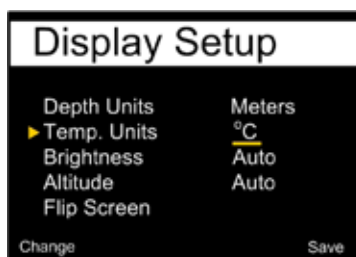 Display Setup
Depth Units Meters
Temp. Units °C
Brightness Auto
Altitude Auto
Flip Screen
Change Save